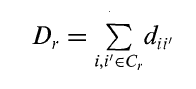 D_r = \sum_{i,i' \in C_r} d_{ii'}